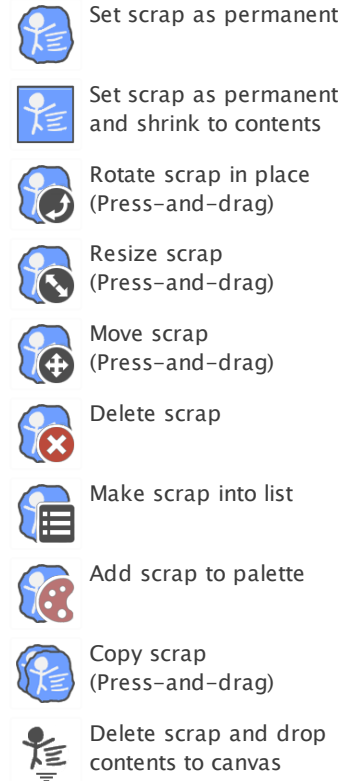 Set scrap as permanent
Set scrap as permanent
and shrink to contents
Rotate scrap in place
(Press-and-drag)
Resize scrap
(Press-and-drag)
Move scrap
(Press-and-drag)
Delete scrap
Make scrap into list
Add scrap to palette
Copy scrap
(Press-and-drag)
Delete scrap and drop
contents to canvas